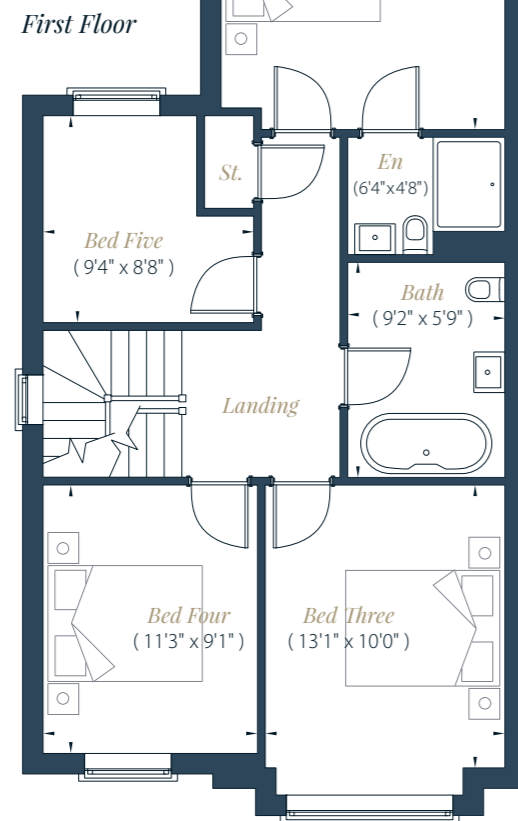 First Floor
St.
En
(6'4"x4'8")
Bed Five
( 9'4" x 8'8" )
Bath
( 9'2" x 5'9" )
Landing
Bed Four
( 11'3" x 9'1" )
Bed Three
( 13'1" x 10'0" )